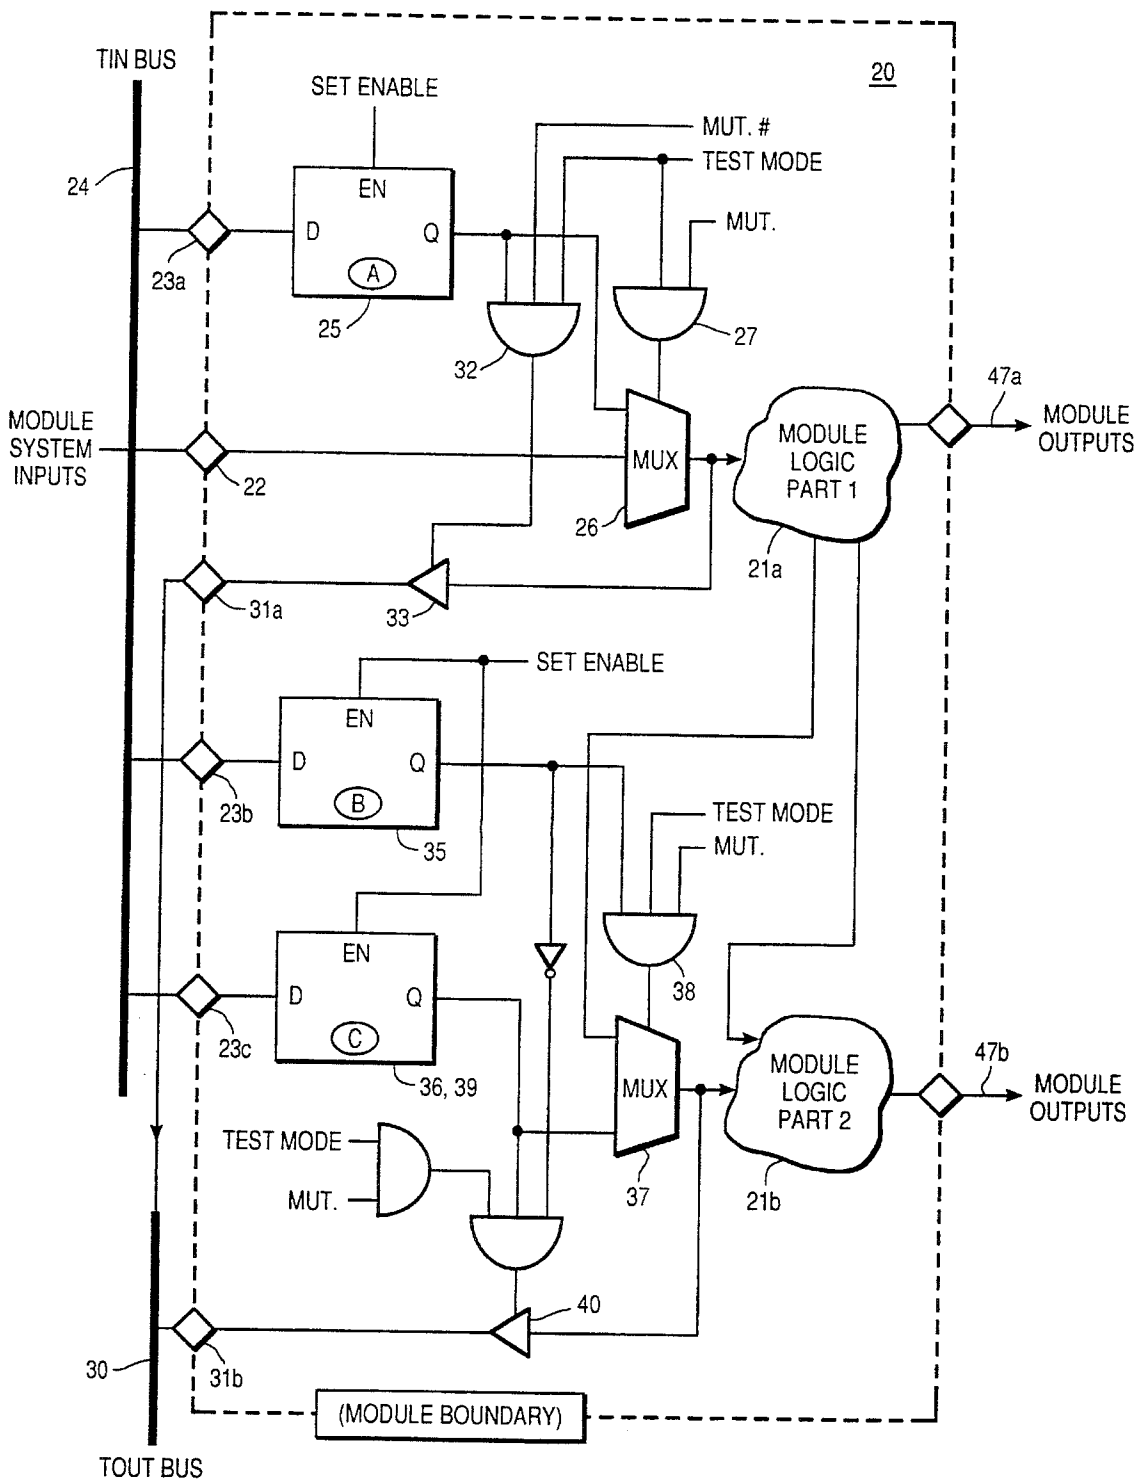 TIN BUS
20
SET ENABLE
MUT. #
TEST MODE
24
EN
D
Q
MUT.
23a
A
25
32
27
47a
MODULE
SYSTEM
INPUTS
MODULE
OUTPUTS
MODULE
LOGIC
PART 1
MUX
22
26
21a
31a
33
SET ENABLE
EN
D
Q
B
23b
35
TEST MODE
MUT.
EN
D
Q
38
C
23c
36, 39
47b
MODULE
LOGIC
PART 2
MUX
MODULE
OUTPUTS
TEST MODE
MUT.
37
21b
40
30
31b
(MODULE BOUNDARY)
TOUT BUS